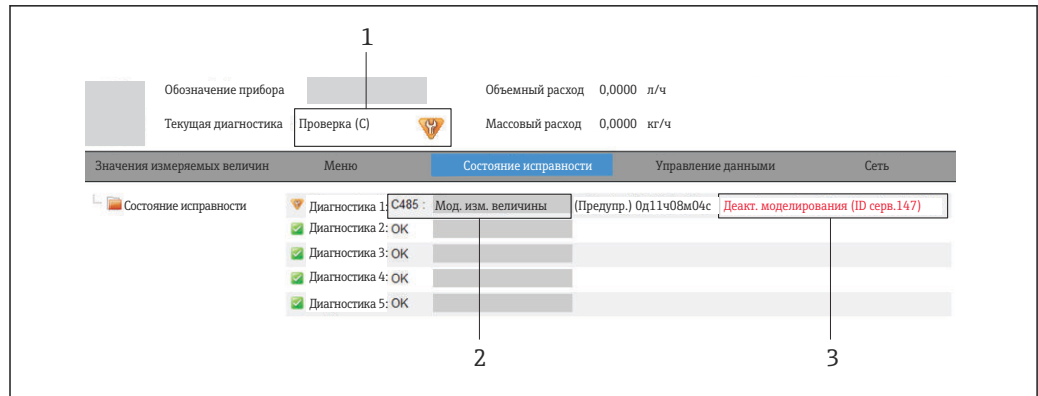 1
Обозначение прибора Объемный расход 0,0000 л/ч
Текущая диагностика Проверка (C) Массовый расход 0,0000 кг/ч
Значения измеряемых величин Меню Состояние исправности Управление данными Сеть
Состояние исправности Диагностика 1: C485 : Мод. изм. величины (Предупр.) 0д11ч08м04с Деакт. моделирования (ID серв.147)
Диагностика 2: OK
Диагностика 3: OK
Диагностика 4: OK
Диагностика 5: OK
2 3